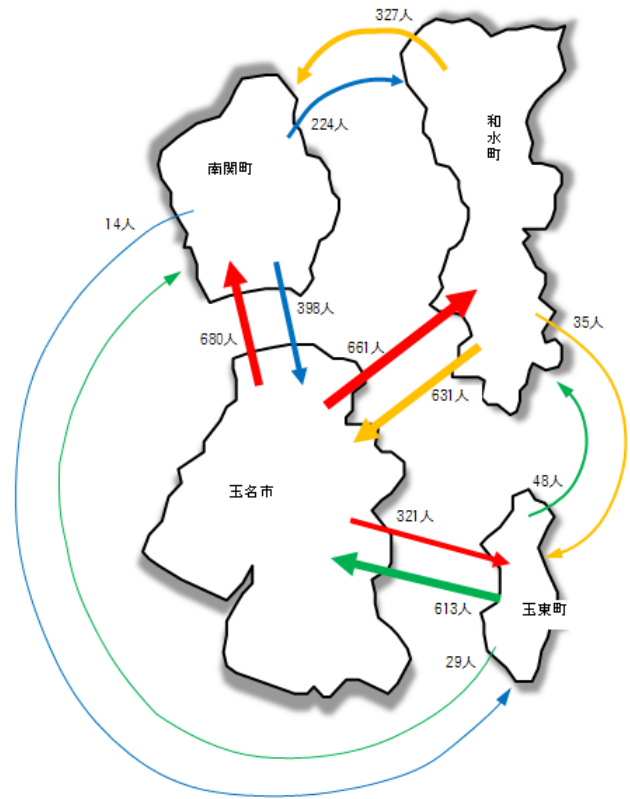 327人
224人
和水町
南関町
14人
398人
680人
661人
35人
631人
48人
玉名市
321人
613人
玉東町
29人